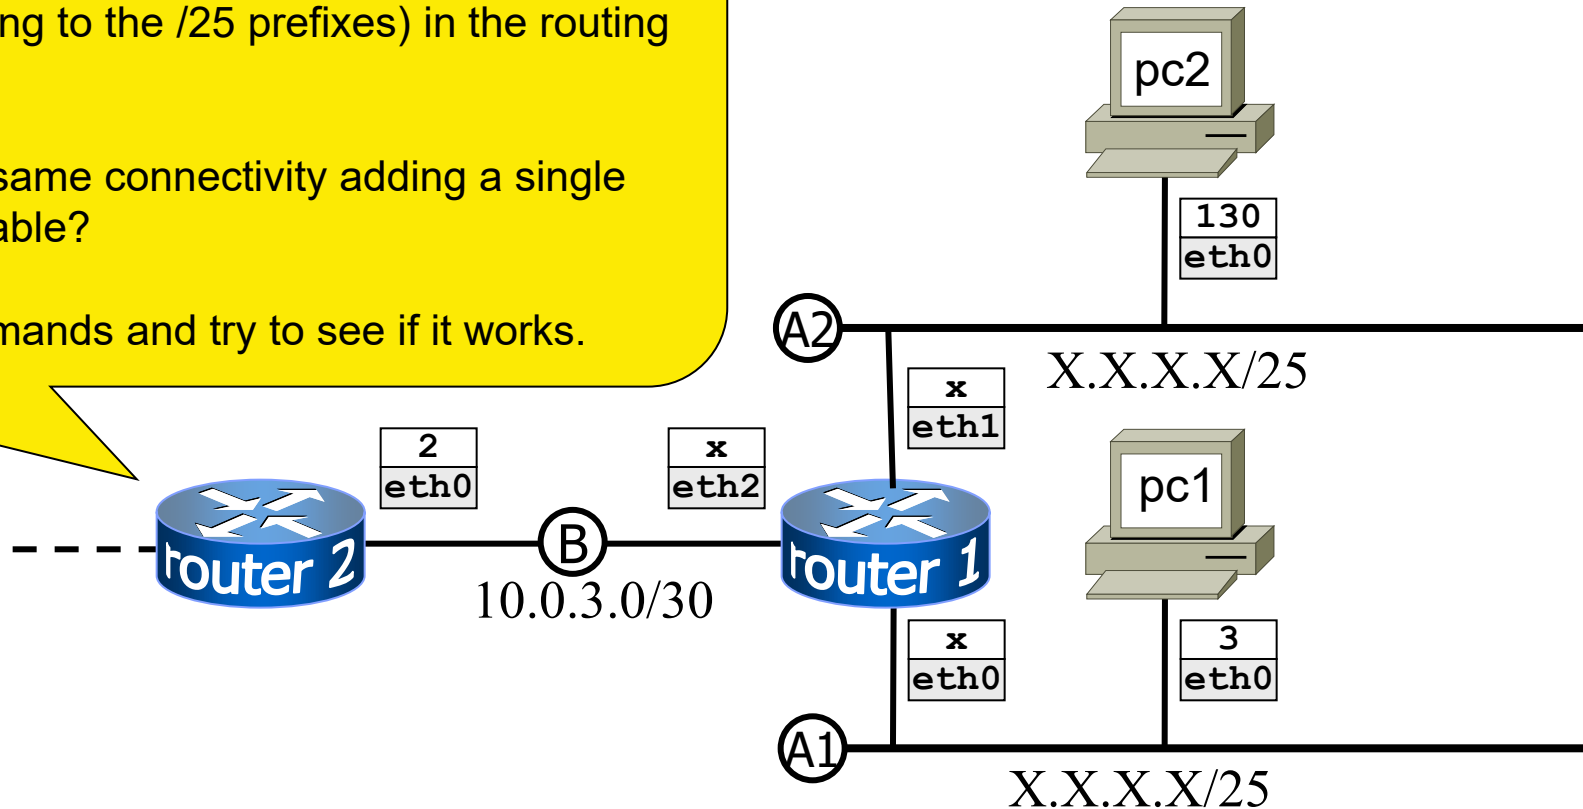 ng to the /25 prefixes) in the routing
same connectivity adding a single
able?
mands and try to see if it works.
pc2
130
eth0
A2
X.X.X.X/25
x
eth1
2
eth0
x
eth2
pc1
B
router 2
router 1
10.0.3.0/30
x
eth0
3
eth0
A1
X.X.X.X/25